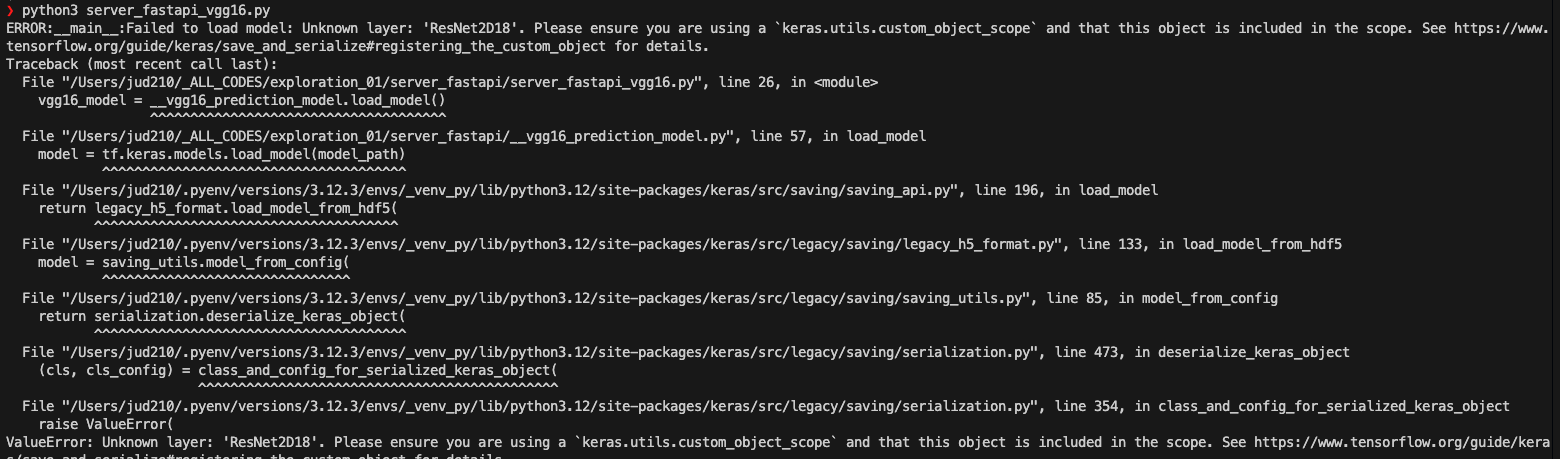 ❯ python3 server_fastapi_vgg16.py
ERROR:__main__:Failed to load model: Unknown layer: 'ResNet2D18'. Please ensure you are using a `keras.utils.custom_object_scope` and that this object is included in the scope. See https://www.
tensorflow.org/guide/keras/save_and_serialize#registering_the_custom_object for details.
Traceback (most recent call last):
  File "/Users/jud210/_ALL_CODES/exploration_01/server_fastapi/server_fastapi_vgg16.py", line 26, in <module>
    vgg16_model = __vgg16_prediction_model.load_model()
                  ^^^^^^^^^^^^^^^^^^^^^^^^^^^^^^^^^^^^^
  File "/Users/jud210/_ALL_CODES/exploration_01/server_fastapi/__vgg16_prediction_model.py", line 57, in load_model
    model = tf.keras.models.load_model(model_path)
            ^^^^^^^^^^^^^^^^^^^^^^^^^^^^^^^^^^^^^^
  File "/Users/jud210/.pyenv/versions/3.12.3/envs/_venv_py/lib/python3.12/site-packages/keras/src/saving/saving_api.py", line 196, in load_model
    return legacy_h5_format.load_model_from_hdf5(
           ^^^^^^^^^^^^^^^^^^^^^^^^^^^^^^^^^^^^^^
  File "/Users/jud210/.pyenv/versions/3.12.3/envs/_venv_py/lib/python3.12/site-packages/keras/src/legacy/saving/legacy_h5_format.py", line 133, in load_model_from_hdf5
    model = saving_utils.model_from_config(
            ^^^^^^^^^^^^^^^^^^^^^^^^^^^^^^^
  File "/Users/jud210/.pyenv/versions/3.12.3/envs/_venv_py/lib/python3.12/site-packages/keras/src/legacy/saving/saving_utils.py", line 85, in model_from_config
    return serialization.deserialize_keras_object(
           ^^^^^^^^^^^^^^^^^^^^^^^^^^^^^^^^^^^^^^^
  File "/Users/jud210/.pyenv/versions/3.12.3/envs/_venv_py/lib/python3.12/site-packages/keras/src/legacy/saving/serialization.py", line 473, in deserialize_keras_object
    (cls, cls_config) = class_and_config_for_serialized_keras_object(
                        ^^^^^^^^^^^^^^^^^^^^^^^^^^^^^^^^^^^^^^^^^^^^^
  File "/Users/jud210/.pyenv/versions/3.12.3/envs/_venv_py/lib/python3.12/site-packages/keras/src/legacy/saving/serialization.py", line 354, in class_and_config_for_serialized_keras_object
    raise ValueError(
ValueError: Unknown layer: 'ResNet2D18'. Please ensure you are using a `keras.utils.custom_object_scope` and that this object is included in the scope. See https://www.tensorflow.org/guide/kera
s/save_and_serialize#registering_the_custom_object for details.